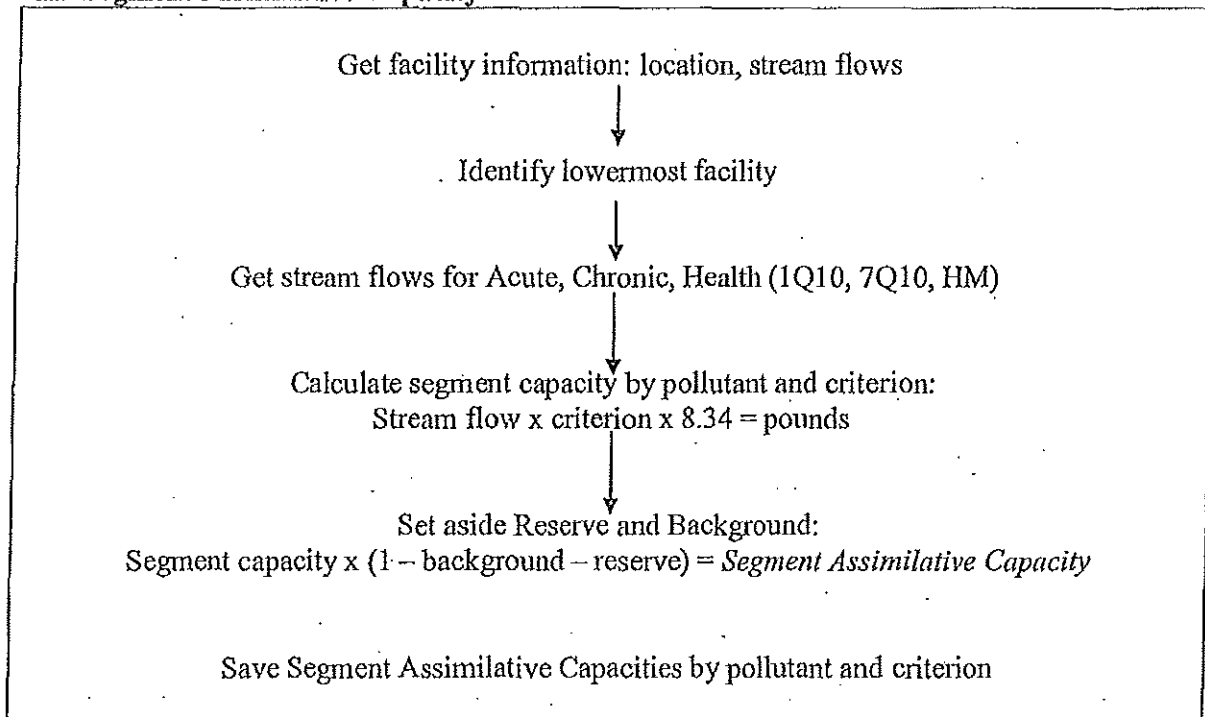 Get facility information: location, stream flows
Identify lowermost facility
Get stream flows for Acute, Chronic, Health (1Q10, 7Q10, HM)
Calculate segment capacity by pollutant and criterion:
Stream flow x criterion x 8.34 = pounds
Set aside Reserve and Background:
Segment capacity x (1 – background – reserve) = Segment Assimilative Capacity
Save Segment Assimilative Capacities by pollutant and criterion